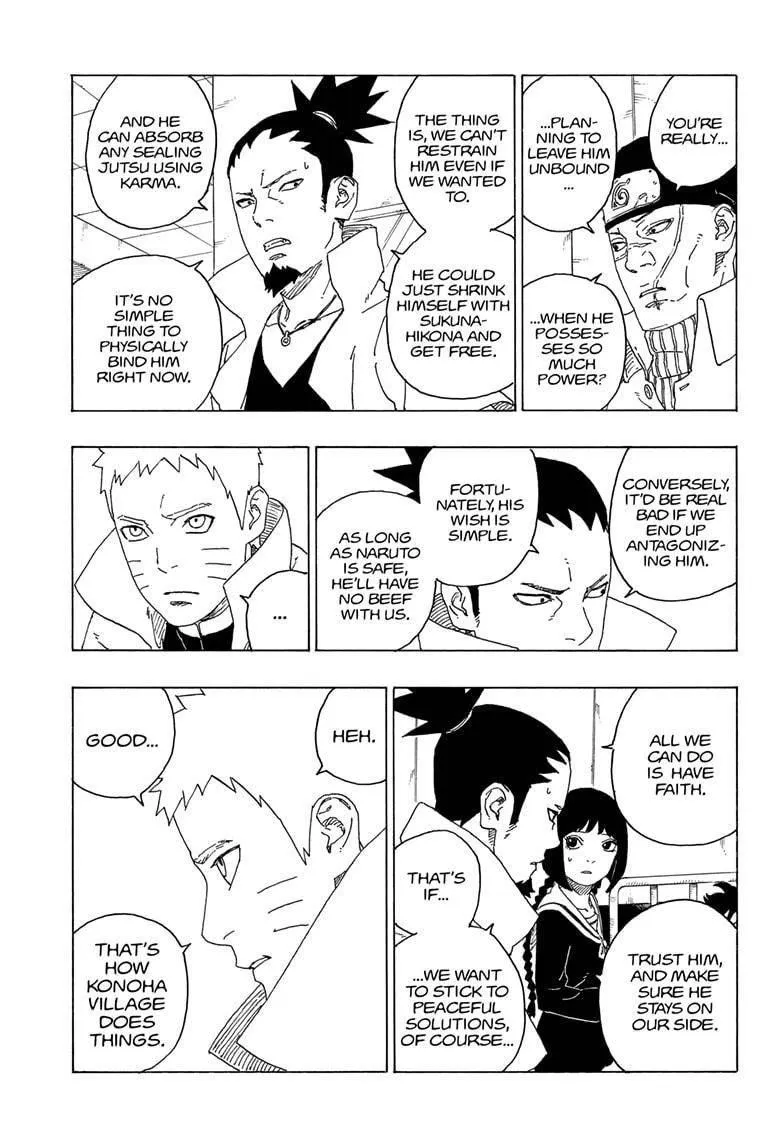 YOU'RE
REALLY...
...PLAN-
NING TO
LEAVE HIM
UNBOUND
...
...WHEN HE
POSSES-
SES SO
MUCH
POWER?
THE THING
IS, WE CAN'T
RESTRAIN
HIM EVEN IF
WE WANTED
TO.
HE COULD
JUST SHRINK
HIMSELF WITH
SUKUNA-
HIKONA AND
GET FREE.
AND HE
CAN ABSORB
ANY SEALING
JUTSU USING
KARMA.
IT'S NO
SIMPLE
THING TO
PHYSICALLY
BIND HIM
RIGHT NOW.
CONVERSELY,
IT'D BE REAL
BAD IF WE
END UP
ANTAGONIZ-
ING HIM.
FORTU-
NATELY, HIS
WISH IS
SIMPLE.
AS LONG
AS NARUTO
IS SAFE,
HE'LL HAVE
NO BEEF
WITH US.
...
ALL WE
CAN DO
IS HAVE
FAITH.
TRUST HIM,
AND MAKE
SURE HE
STAYS ON
OUR SIDE.
THAT'S
IF...
...WE WANT
TO STICK TO
PEACEFUL
SOLUTIONS,
OF COURSE...
HEH.
GOOD...
THAT'S
HOW
KONOHA
VILLAGE
DOES
THINGS.